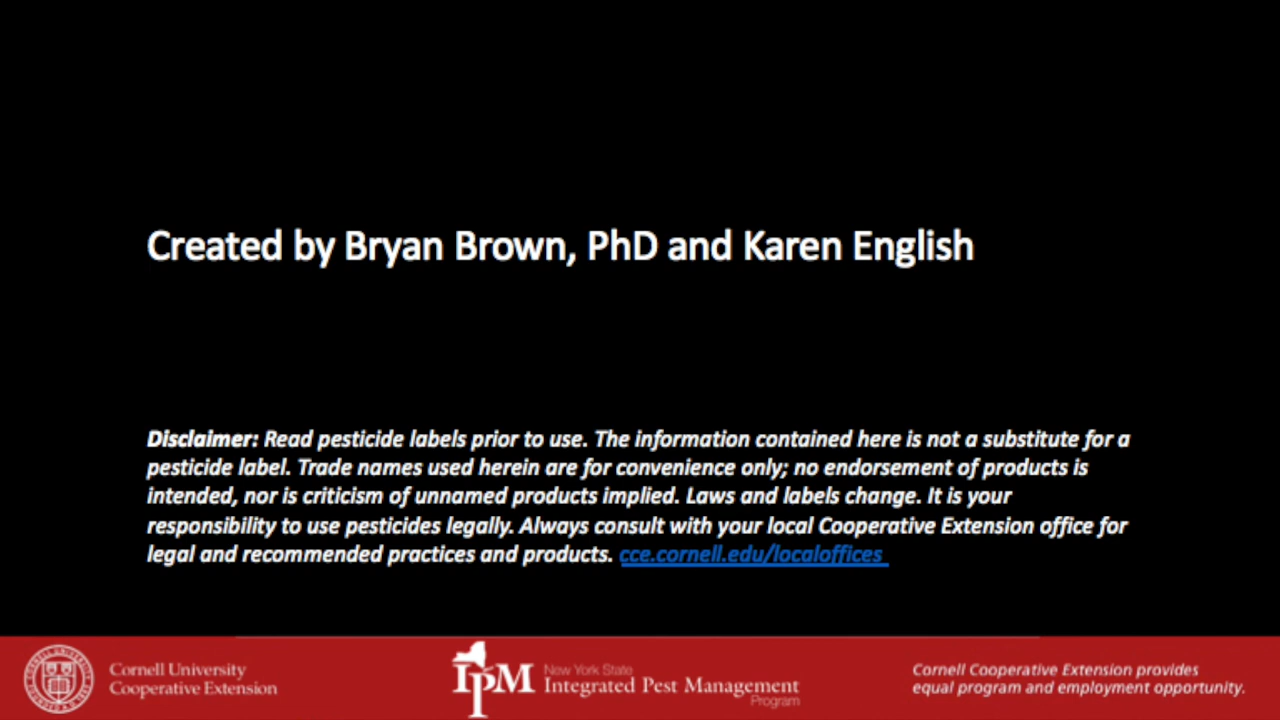 Created by Bryan Brown, PhD and Karen English
Disclaimer: Read pesticide labels prior to use. The information contained here is not a substitute for a
pesticide label. Trade names used herein are for convenience only; no endorsement of products is
intended, nor is criticism of unnamed products implied. Laws and labels change. It is your
responsibility to use pesticides legally. Always consult with your local Cooperative Extension office for
legal and recommended practices and products. cce.cornell.edu/localoffices
Cornell University
Cooperative Extension
IPM
New York State
Integrated Pest Management
Program
Cornell Cooperative Extension provides
equal program and employment opportunity.